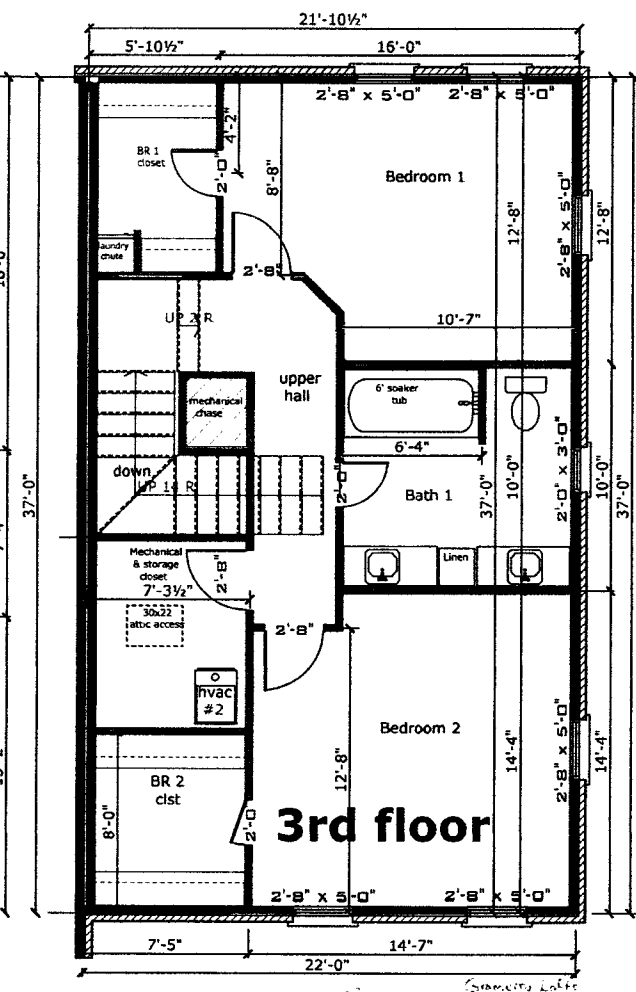 21'-10½"
5'-10½"
16'-0"
2'-8" x 5'-0"
2'-8" x 5'-0"
4'-2"
BR 1
closet
2'-0"
8'-8"
Bedroom 1
12'-8"
2'-8" x 5'-0"
12'-8"
laundry
chute
2'-8"
UP 2 R
10'-7"
upper
hall
6' soaker
tub
mechanical
chase
6'-4"
down
UP 14 R
2'-0"
Bath 1
37'-0"
10'-0"
2'-0" x 3'-0"
10'-0"
37'-0"
37'-0"
Linen
Mechanical
& storage
closet
2'-8"
7'-3½"
30x22
attic access
2'-8"
hvac
#2
Bedroom 2
12'-8"
14'-4"
2'-8" x 5'-0"
14'-4"
BR 2
clst
8'-0"
2'-0
3rd floor
2'-8" x 5'-0"
2'-8" x 5'-0"
7'-5"
14'-7"
22'-0"